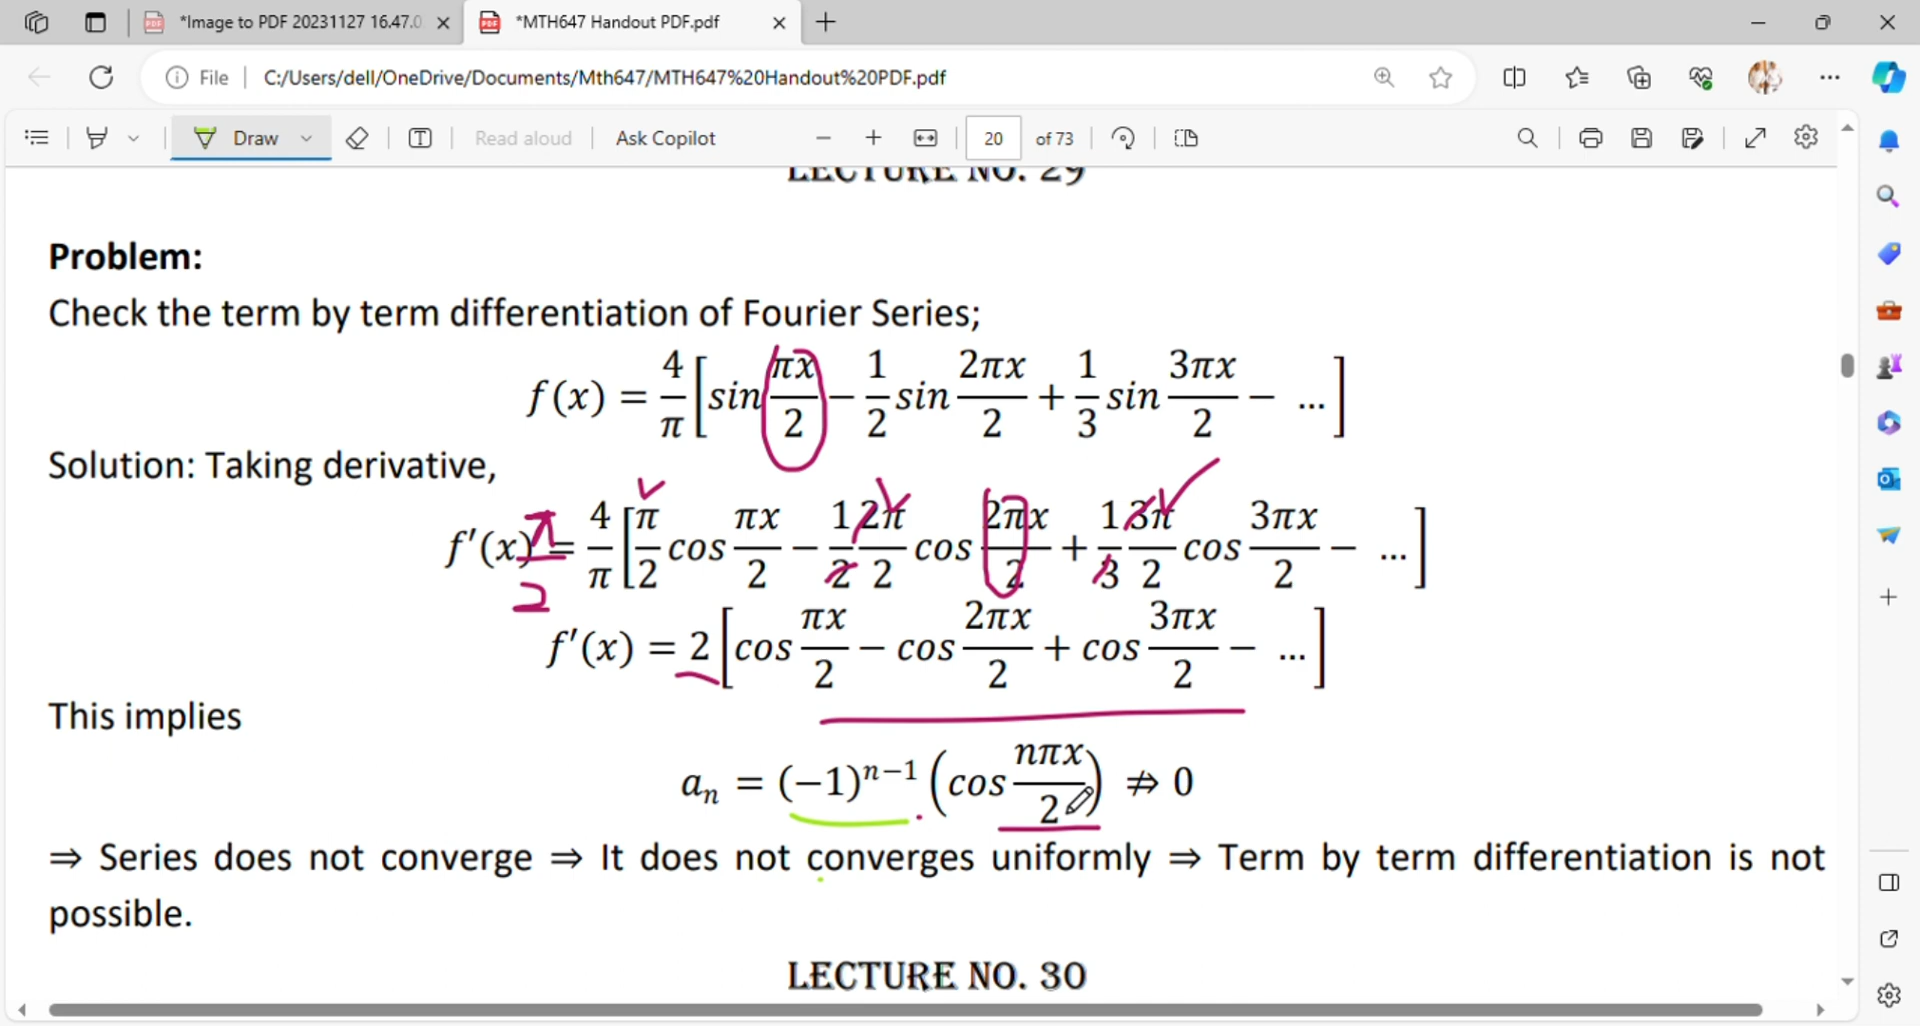 *Image to PDF 20231127 16.47.0
*MTH647 Handout PDF.pdf
File C:/Users/dell/OneDrive/Documents/Mth647/MTH647%20Handout%20PDF.pdf
Draw Read aloud Ask Copilot 20 of 73
LECTURE NO. 29
Problem:
Check the term by term differentiation of Fourier Series;
f(x) = 4/π [sin πx/2 − 1/2 sin 2πx/2 + 1/3 sin 3πx/2 − ...]
Solution: Taking derivative,
f′(x) = 4/π [π/2 cos πx/2 − 1/2 2π/2 cos 2πx/2 + 1/3 3π/2 cos 3πx/2 − ...]
π/2
f′(x) = 2 [cos πx/2 − cos 2πx/2 + cos 3πx/2 − ...]
This implies
aₙ = (−1)ⁿ⁻¹ (cos nπx/2) ⇏ 0
⇒ Series does not converge ⇒ It does not converges uniformly ⇒ Term by term differentiation is not
possible.
LECTURE NO. 30